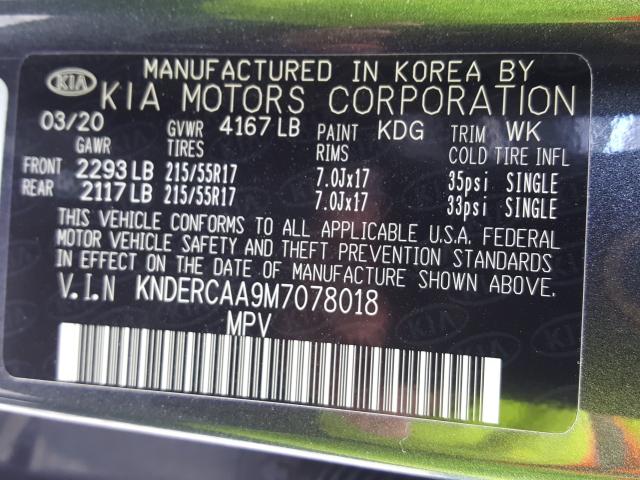 KIA MANUFACTURED IN KOREA BY
KIA MOTORS CORPORATION
03/20 GVWR 4167 LB PAINT KDG TRIM WK
GAWR TIRES RIMS COLD TIRE INFL
FRONT 2293 LB 215/55R17 7.0Jx17 35psi SINGLE
REAR 2117 LB 215/55R17 7.0Jx17 33psi SINGLE
THIS VEHICLE CONFORMS TO ALL APPLICABLE U.S.A. FEDERAL
MOTOR VEHICLE SAFETY AND THEFT PREVENTION STANDARDS
IN EFFECT ON THE DATE OF MANUFACTURE SHOWN ABOVE.
V.I.N KNDERCAA9M7078018
MPV